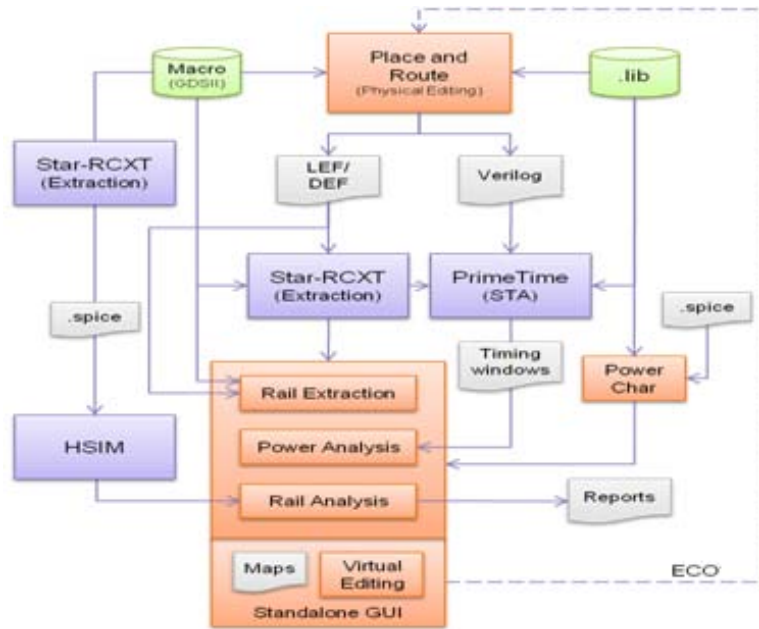 Place and
Route
(Physical Editing)
Macro
(GDSII)
.lib
Star-RCXT
(Extraction)
LEF/
DEF
Verilog
Star-RCXT
(Extraction)
PrimeTime
(STA)
.spice
.spice
Timing
windows
Power
Char
Rail Extraction
HSIM
Power Analysis
Rail Analysis
Reports
Maps
Virtual
Editing
ECO
Standalone GUI